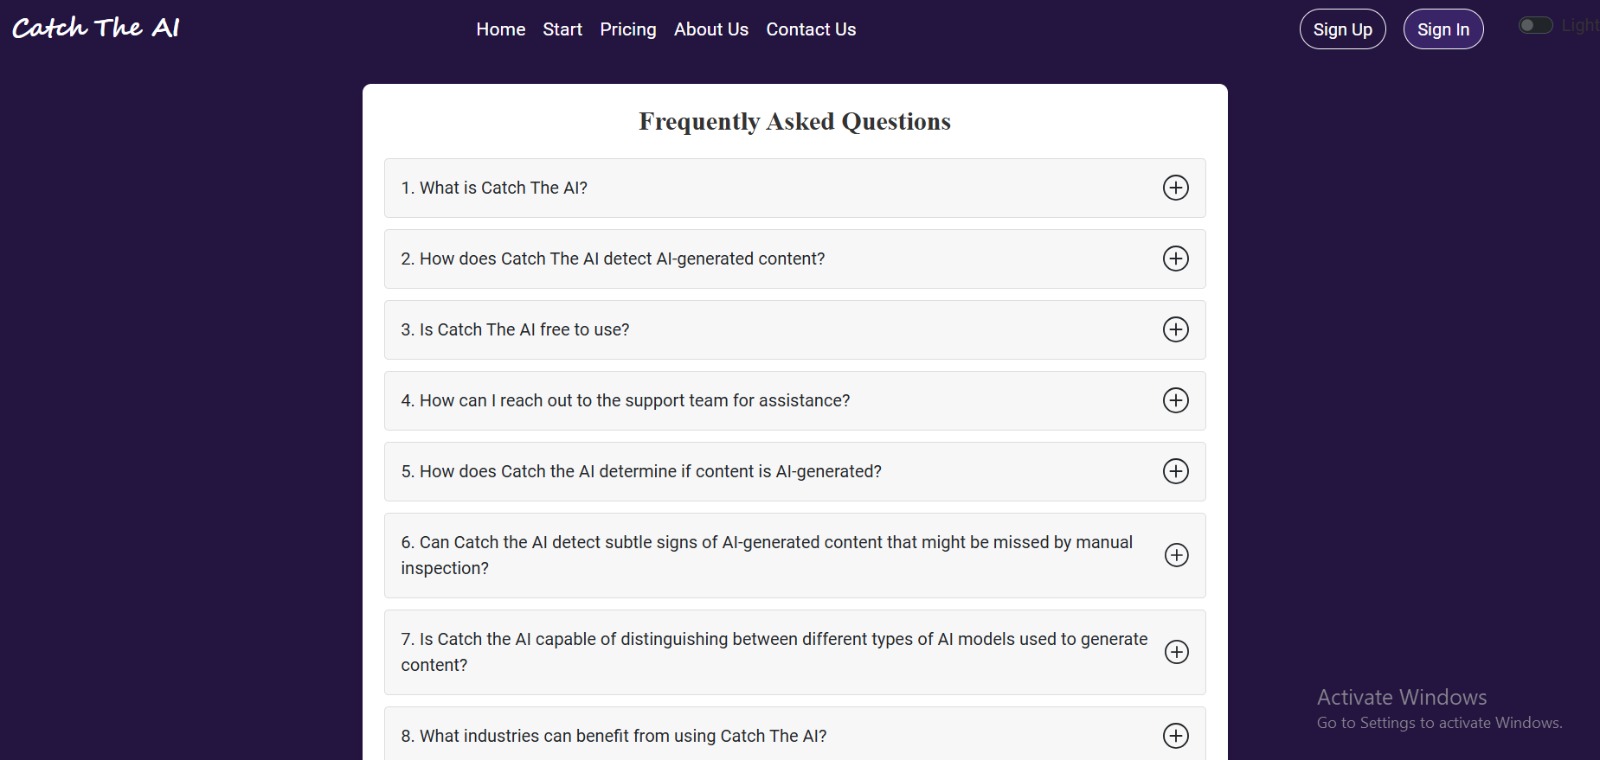 Catch The AI
Home Start Pricing About Us Contact Us
Sign Up Sign In Light
Frequently Asked Questions
1. What is Catch The AI?
2. How does Catch The AI detect AI-generated content?
3. Is Catch The AI free to use?
4. How can I reach out to the support team for assistance?
5. How does Catch the AI determine if content is AI-generated?
6. Can Catch the AI detect subtle signs of AI-generated content that might be missed by manual
inspection?
7. Is Catch the AI capable of distinguishing between different types of AI models used to generate
content?
8. What industries can benefit from using Catch The AI?
Activate Windows
Go to Settings to activate Windows.